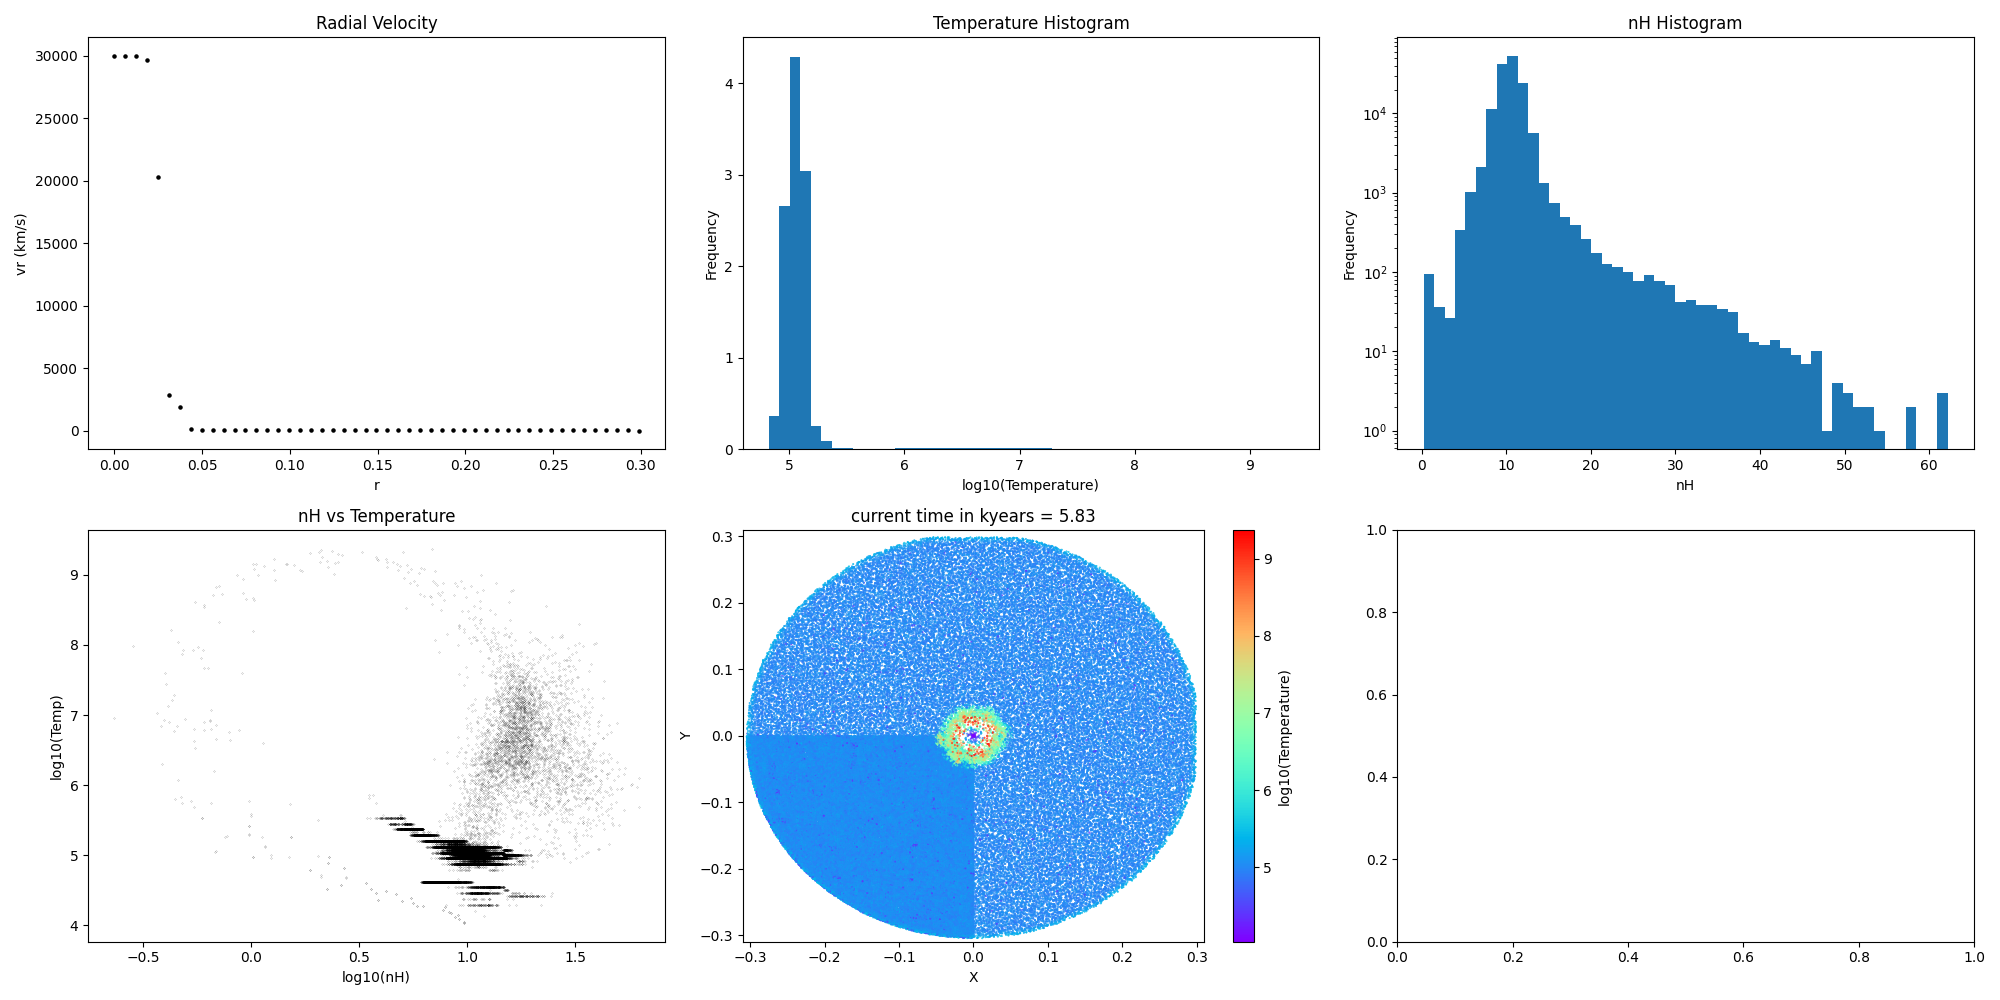 Radial Velocity
30000
25000
20000
15000
10000
5000
0
vr (km/s)
0.00 0.05 0.10 0.15 0.20 0.25 0.30
r
Temperature Histogram
4
3
2
1
0
Frequency
5 6 7 8 9
log10(Temperature)
nH Histogram
10^4
10^3
10^2
10^1
10^0
Frequency
0 10 20 30 40 50 60
nH
nH vs Temperature
9
8
7
6
5
4
log10(Temp)
−0.5 0.0 0.5 1.0 1.5
log10(nH)
current time in kyears = 5.83
0.3
0.2
0.1
0.0
−0.1
−0.2
−0.3
Y
−0.3 −0.2 −0.1 0.0 0.1 0.2 0.3
X
9
8
7
6
5
log10(Temperature)
1.0
0.8
0.6
0.4
0.2
0.0
0.0 0.2 0.4 0.6 0.8 1.0